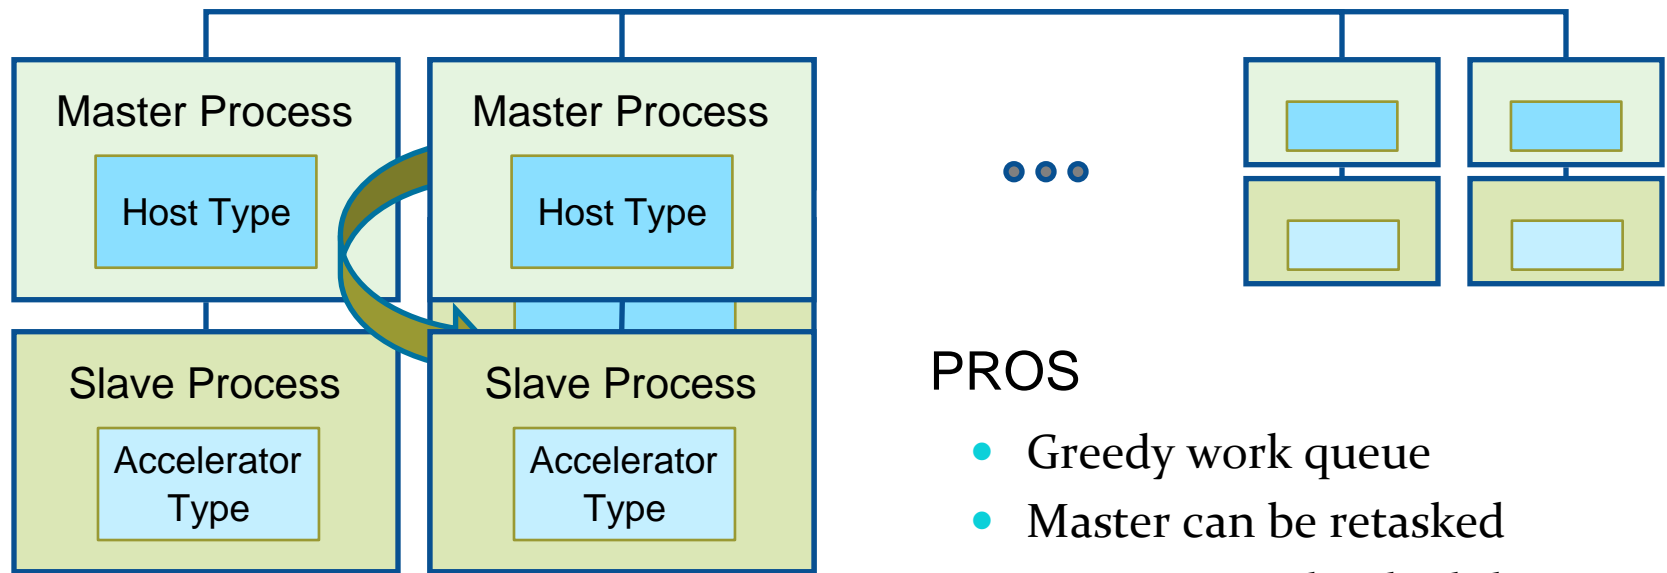 Master Process
Host Type
Slave Process
Accelerator
Type
Master Process
Host Type
Slave Process
Accelerator
Type
PROS
• Greedy work queue
• Master can be retasked